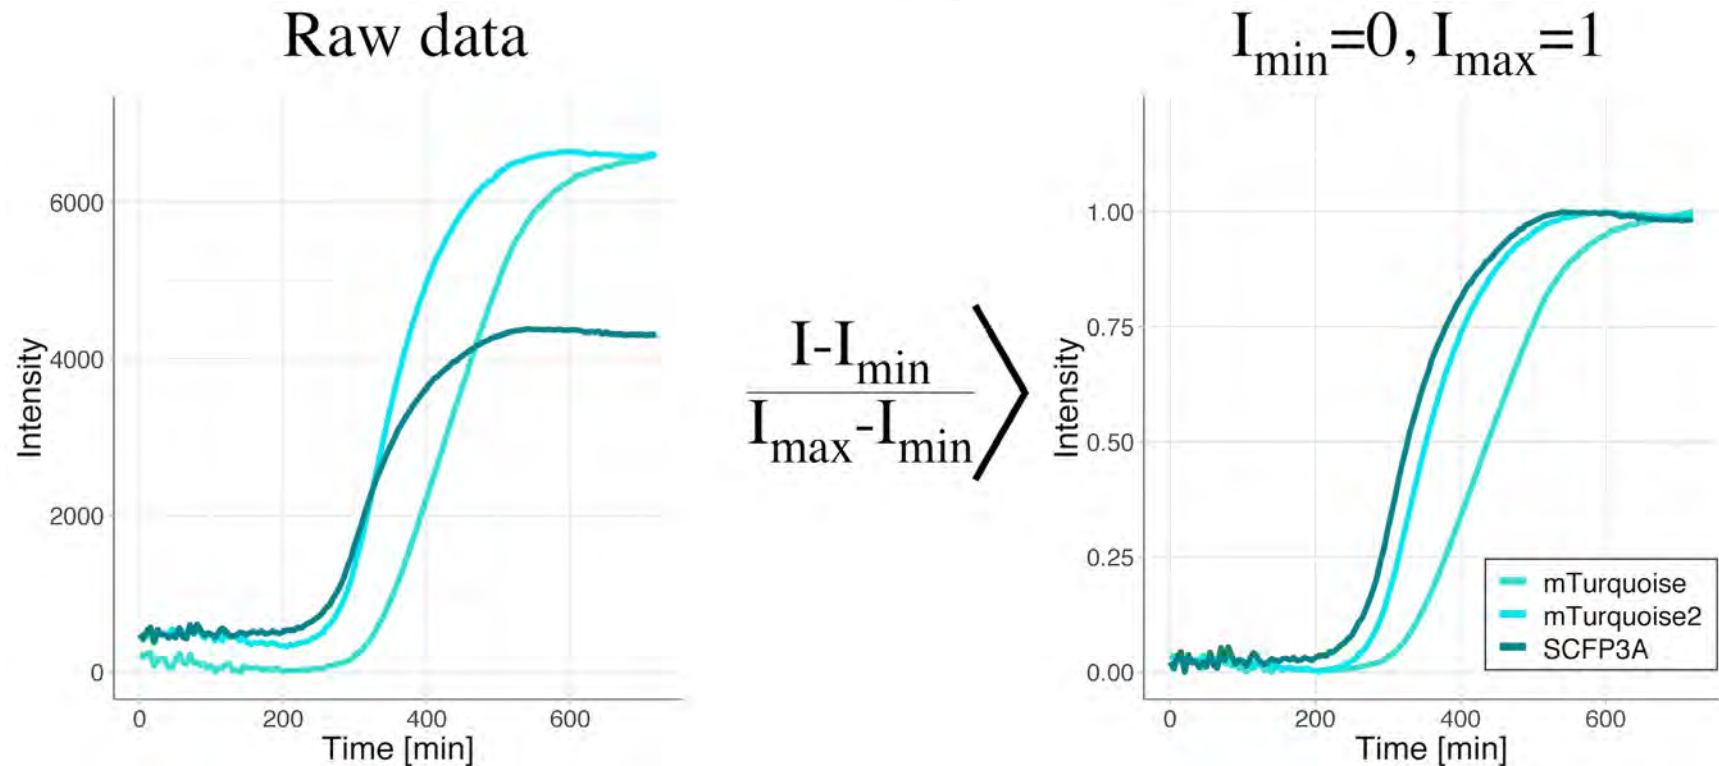 Raw data
Intensity
6000
4000
2000
0
0 200 400 600
Time [min]
I-Imin
Imax-Imin
Imin=0, Imax=1
Intensity
1.00
0.75
0.50
0.25
0.00
mTurquoise
mTurquoise2
SCFP3A
0 200 400 600
Time [min]